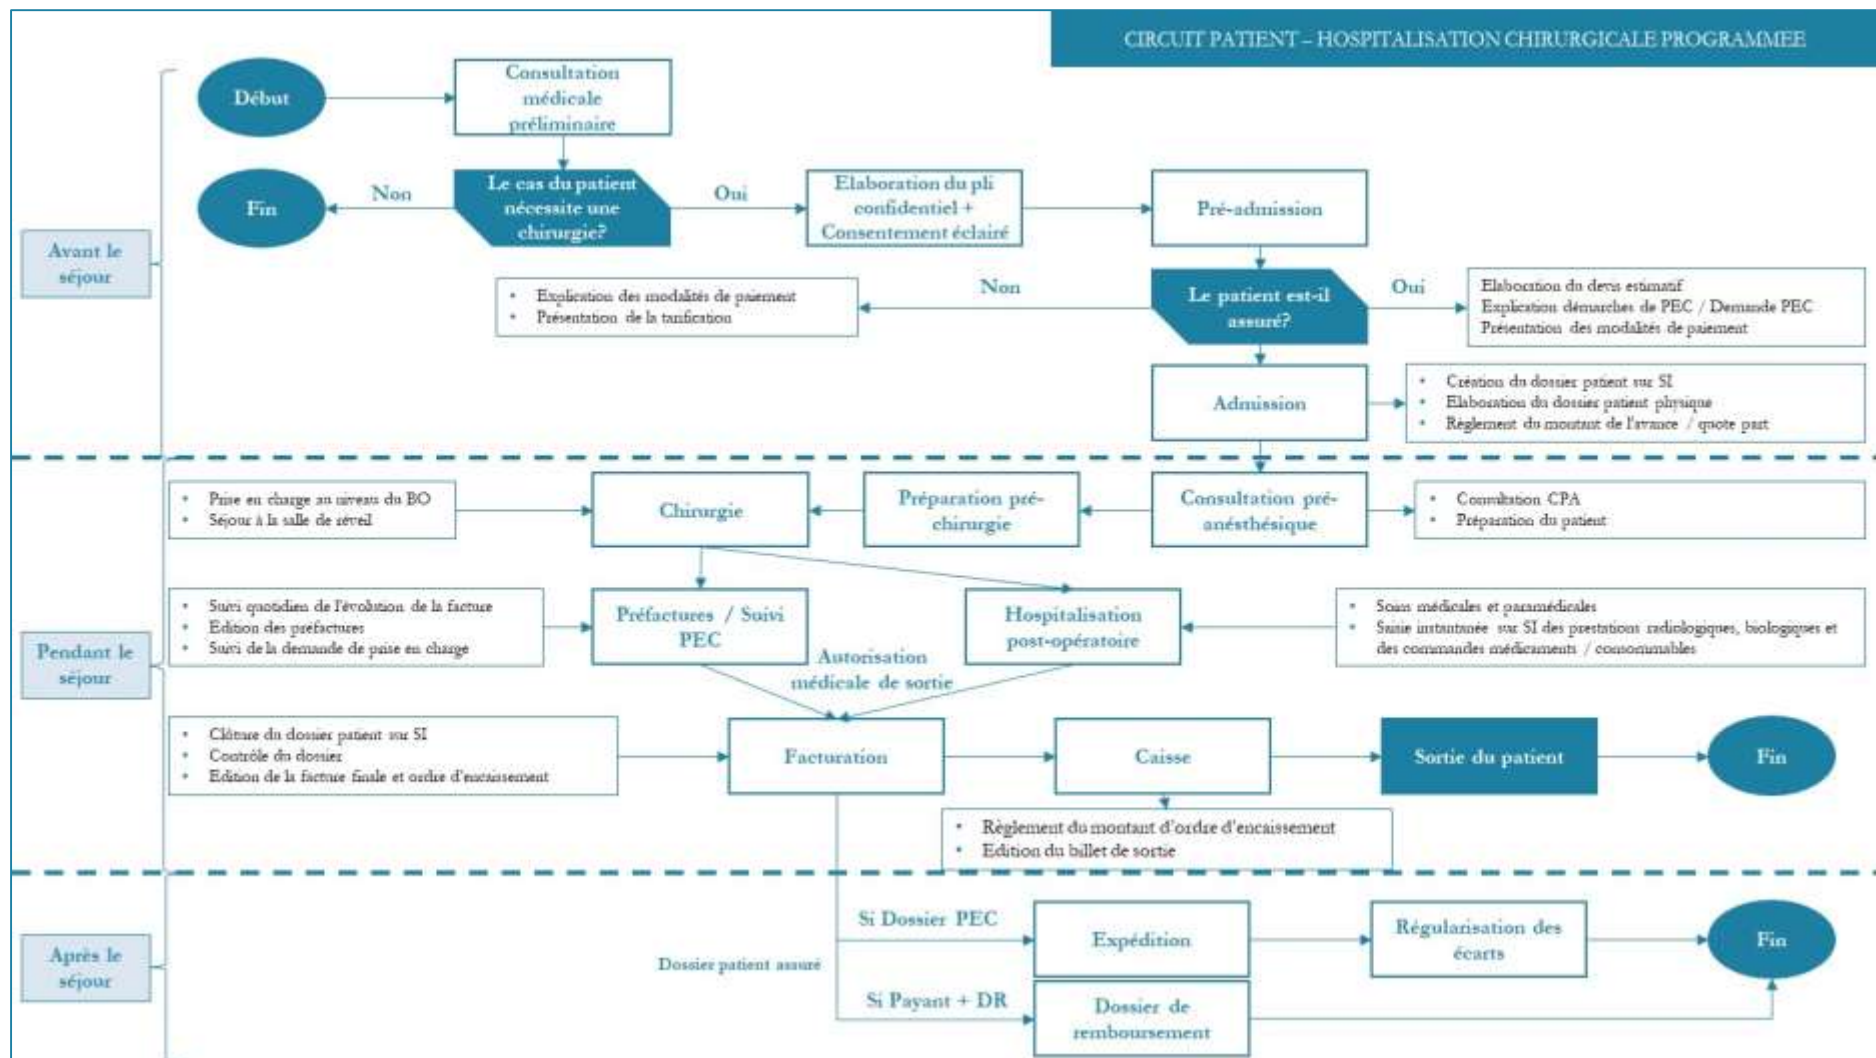 CIRCUIT PATIENT – HOSPITALISATION CHIRURGICALE PROGRAMMEE
Avant le
séjour
Début
Consultation
médicale
préliminaire
Fin
Non
Le cas du patient
nécessite une
chirurgie?
Oui
Elaboration du pli
confidentiel +
Consentement éclairé
Pré-admission
• Explication des modalités de paiement
• Présentation de la tarification
Non
Le patient est-il
assuré?
Oui
Elaboration du devis estimatif
Explication démarches de PEC / Demande PEC
Présentation des modalités de paiement
Admission
• Création du dossier patient sur SI
• Elaboration du dossier patient physique
• Règlement du montant de l'avance / quote part
Pendant le
séjour
• Prise en charge au niveau du BO
• Séjour à la salle de réveil
Chirurgie
Préparation pré-
chirurgie
Consultation pré-
anésthésique
• Consultation CPA
• Préparation du patient
• Suivi quotidien de l'évolution de la facture
• Edition des préfactures
• Suivi de la demande de prise en charge
Préfactures / Suivi
PEC
Hospitalisation
post-opératoire
• Soins médicales et paramédicales
• Saisie instantanée sur SI des prestations radiologiques, biologiques et
des commandes médicaments / consommables
Autorisation
médicale de sortie
• Clôture du dossier patient sur SI
• Contrôle du dossier
• Edition de la facture finale et ordre d'encaissement
Facturation
Caisse
Sortie du patient
Fin
• Règlement du montant d'ordre d'encaissement
• Edition du billet de sortie
Après le
séjour
Dossier patient assuré
Si Dossier PEC
Expédition
Régularisation des
écarts
Fin
Si Payant + DR
Dossier de
remboursement